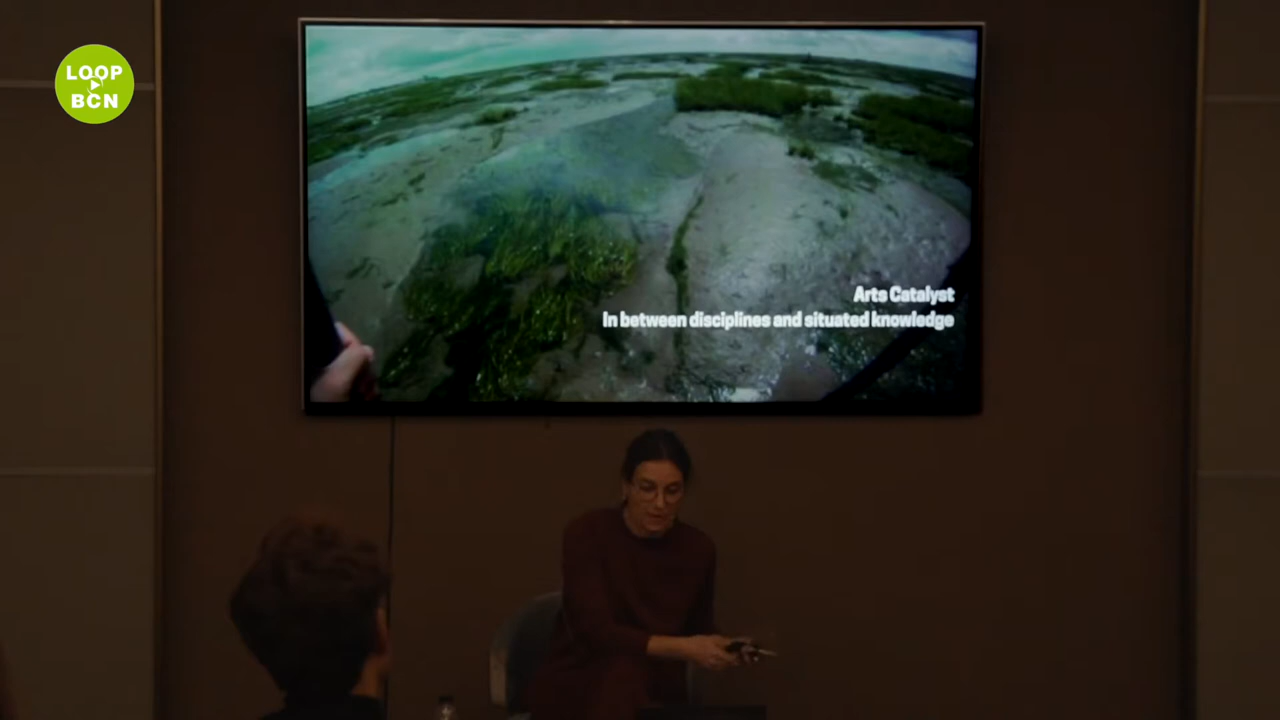 LOOP
BCN
Arts Catalyst
In between disciplines and situated knowledge